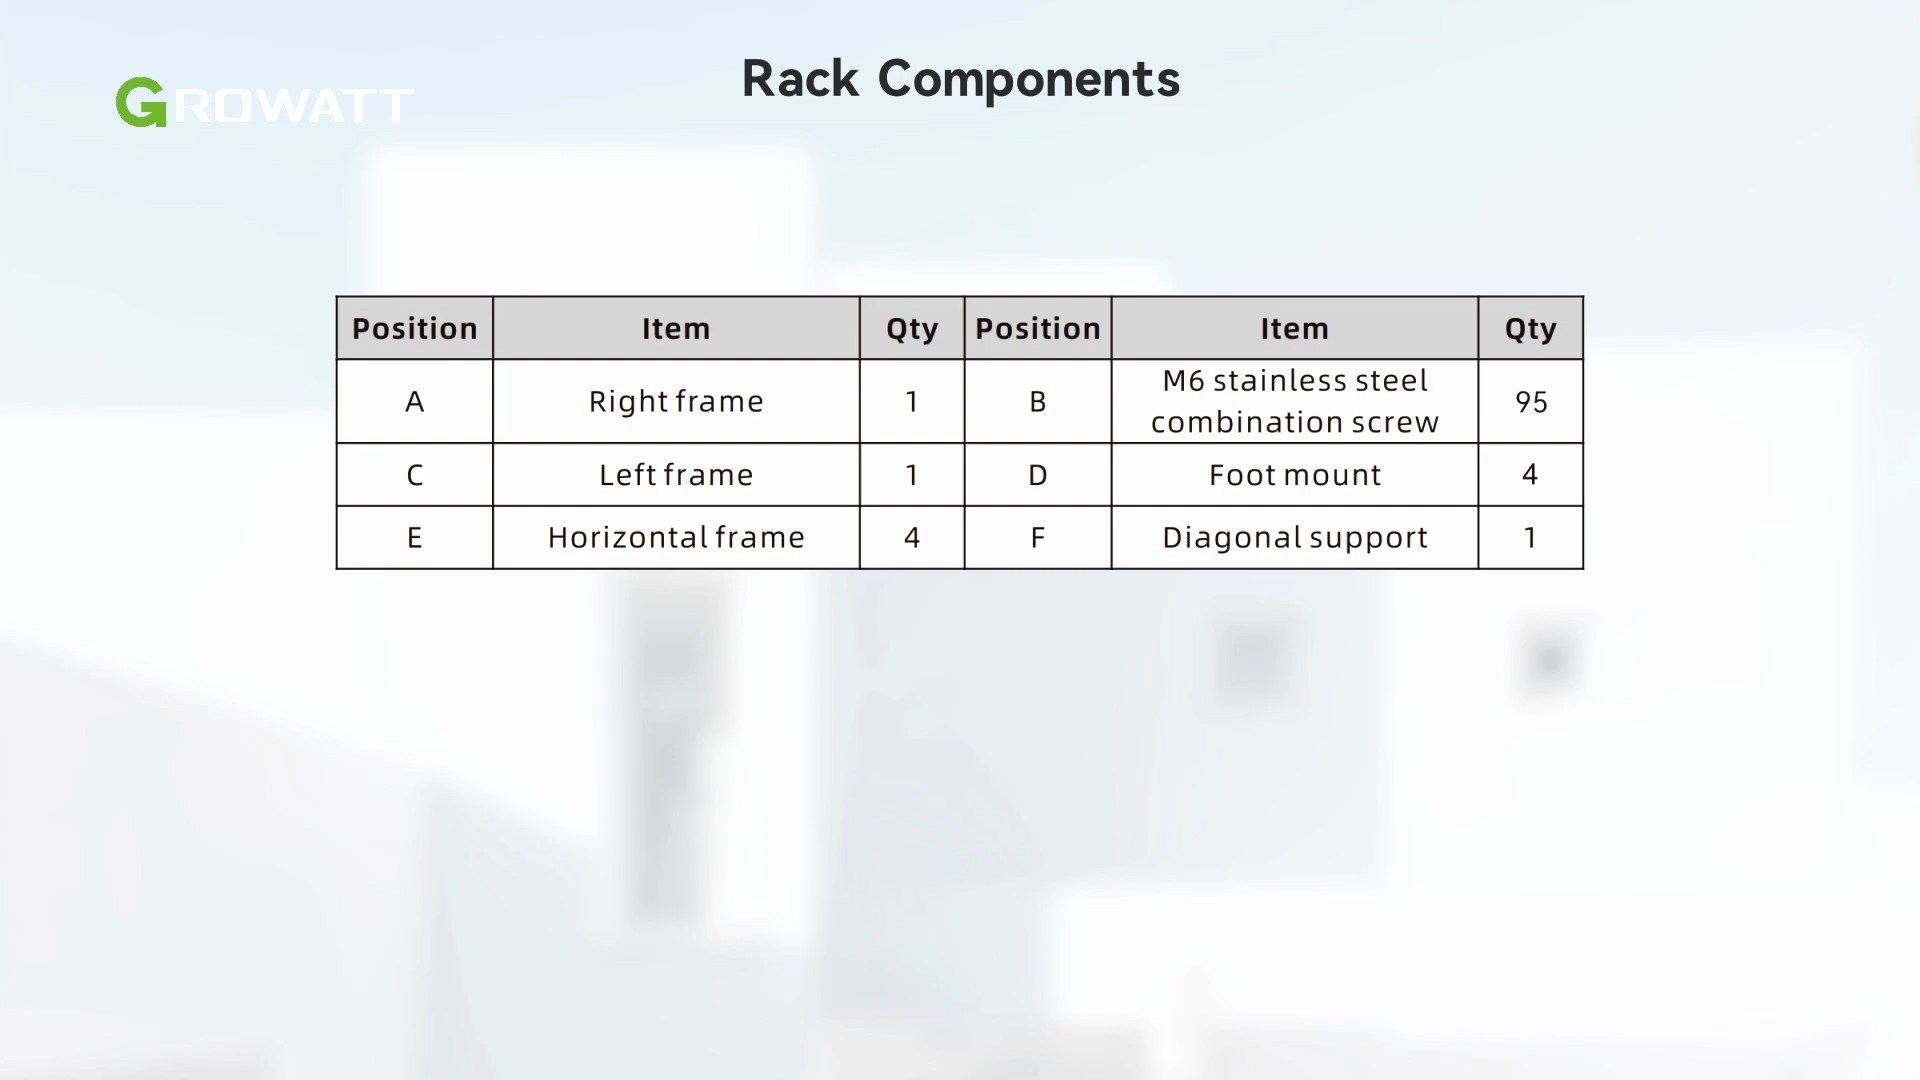 GROWATT
Rack Components
Position Item Qty Position Item Qty
A Right frame 1 B M6 stainless steel combination screw 95
C Left frame 1 D Foot mount 4
E Horizontal frame 4 F Diagonal support 1